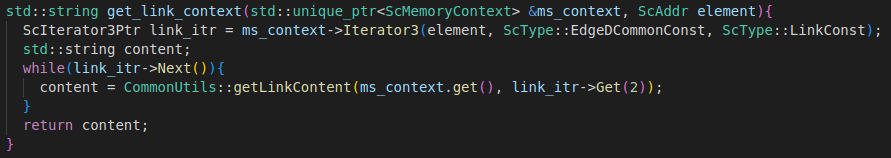 std::string get_link_context(std::unique_ptr<ScMemoryContext> &ms_context, ScAddr element){
  ScIterator3Ptr link_itr = ms_context->Iterator3(element, ScType::EdgeDCommonConst, ScType::LinkConst);
  std::string content;
  while(link_itr->Next()){
    content = CommonUtils::getLinkContent(ms_context.get(), link_itr->Get(2));
  }
  return content;
}